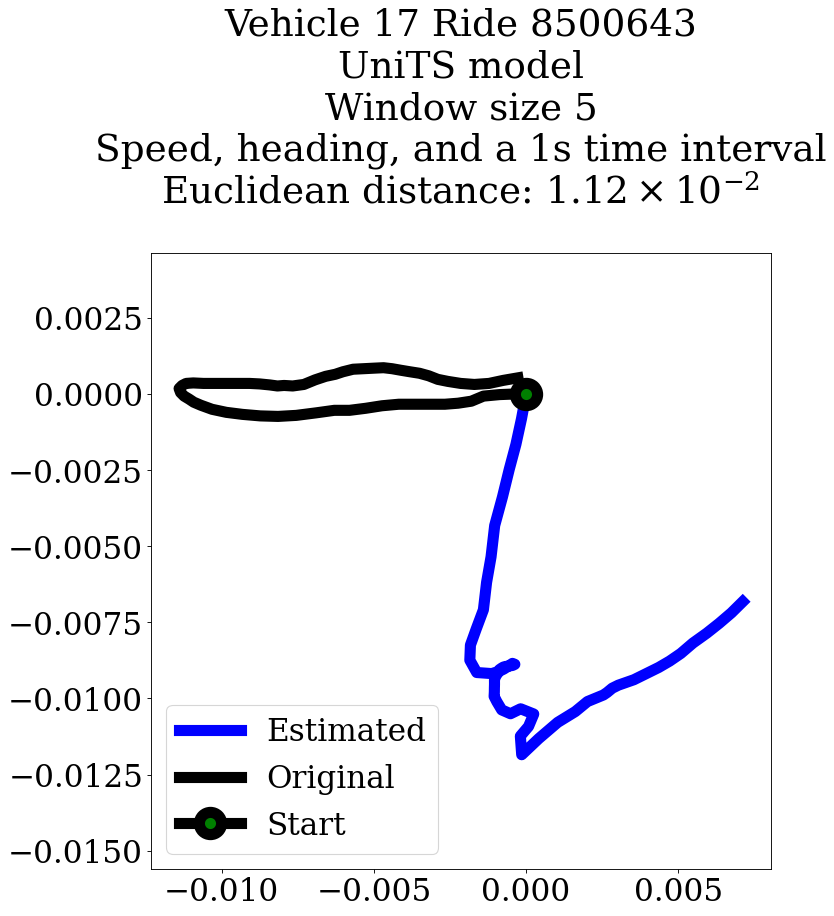 Vehicle 17 Ride 8500643
UniTS model
Window size 5
Speed, heading, and a 1s time interval
Euclidean distance: 1.12 × 10⁻²
0.0025
0.0000
−0.0025
−0.0050
−0.0075
−0.0100
−0.0125
−0.0150
Estimated
Original
Start
−0.010 −0.005 0.000 0.005